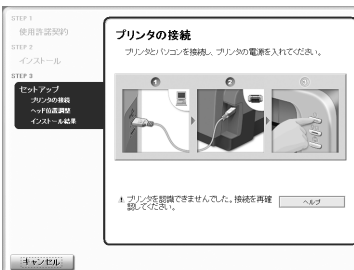 STEP 1
使用許諾契約
STEP 2
インストール
STEP 3
セットアップ
プリンタの接続
ヘッド位置調整
インストール結果
プリンタの接続
プリンタとパソコンを接続し、プリンタの電源を入れてください。
1
2
3
プリンタを認識できませんでした。接続を再確
認してください。
ヘルプ
キャンセル